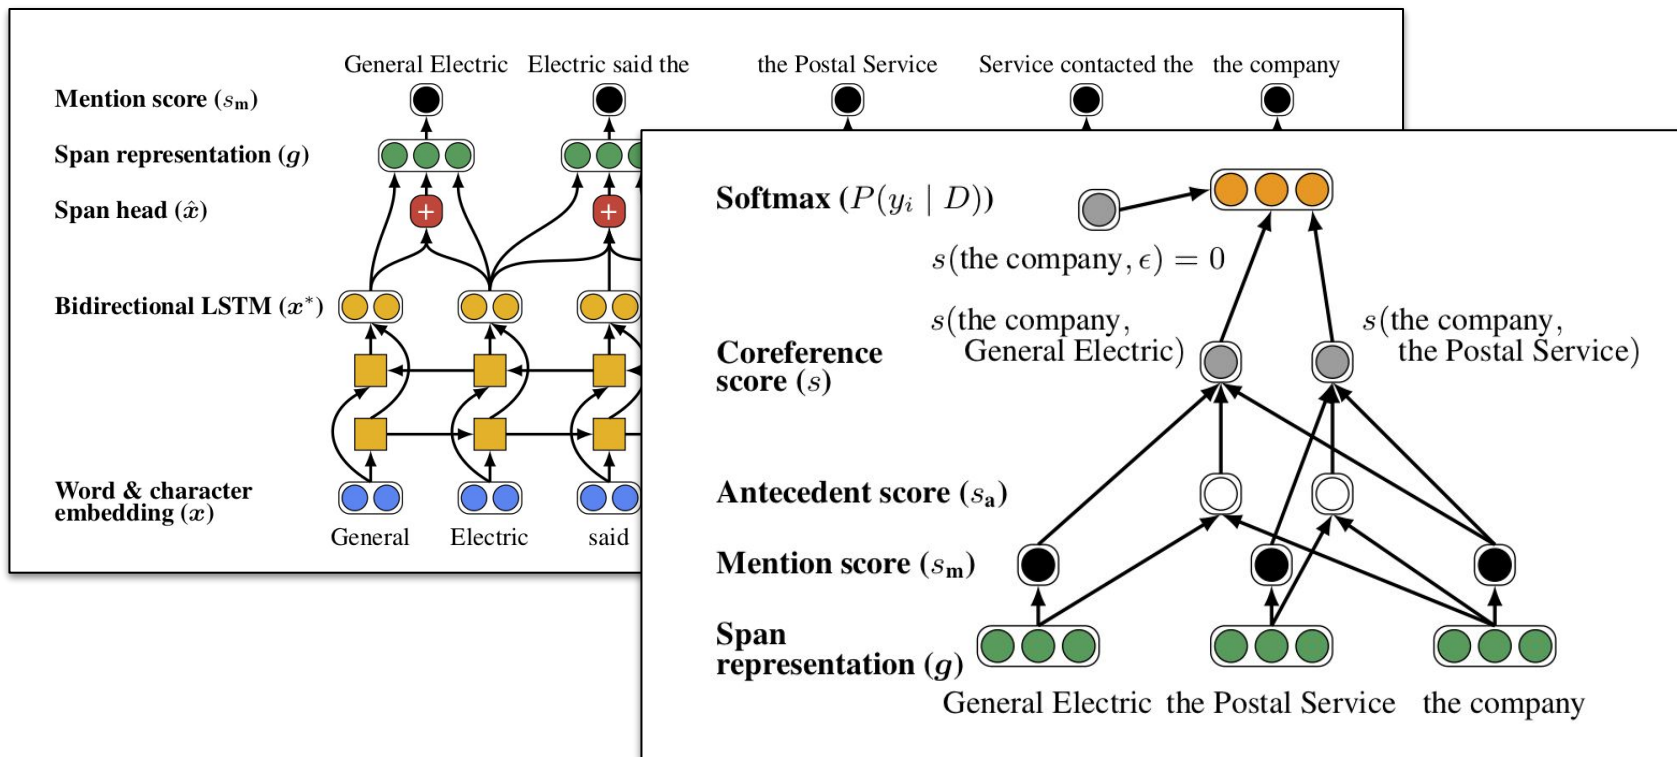 General Electric Electric said the the Postal Service Service contacted the the company
Mention score (sₘ)
Span representation (g)
Span head (x̂)
+ +
Bidirectional LSTM (x*)
Word & character
embedding (x)
General Electric said
Softmax (P(yᵢ | D))
s(the company, ϵ) = 0
s(the company,
General Electric)
s(the company,
the Postal Service)
Coreference
score (s)
Antecedent score (sₐ)
Mention score (sₘ)
Span
representation (g)
General Electric the Postal Service the company